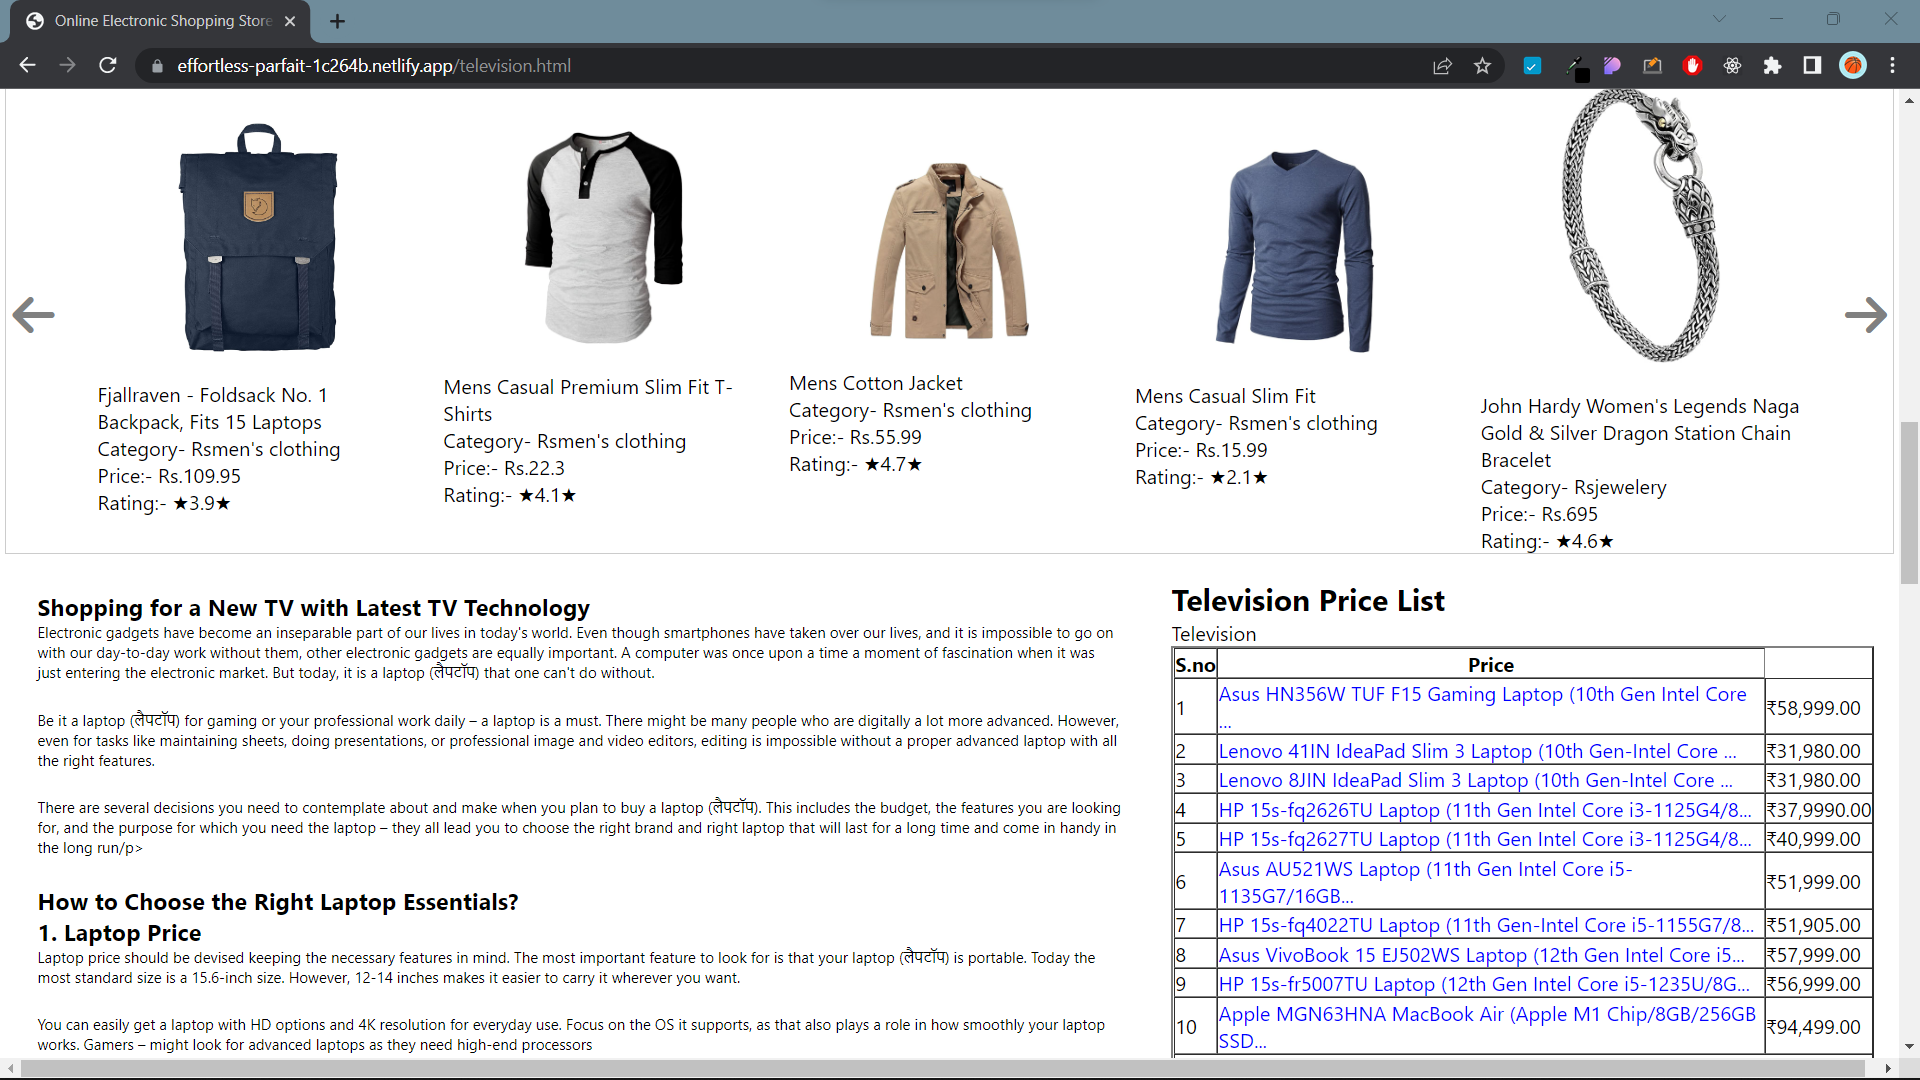 Online Electronic Shopping Store
effortless-parfait-1c264b.netlify.app/television.html
Fjallraven - Foldsack No. 1
Backpack, Fits 15 Laptops
Category- Rsmen's clothing
Price:- Rs.109.95
Rating:- ★3.9★
Mens Casual Premium Slim Fit T-
Shirts
Category- Rsmen's clothing
Price:- Rs.22.3
Rating:- ★4.1★
Mens Cotton Jacket
Category- Rsmen's clothing
Price:- Rs.55.99
Rating:- ★4.7★
Mens Casual Slim Fit
Category- Rsmen's clothing
Price:- Rs.15.99
Rating:- ★2.1★
John Hardy Women's Legends Naga
Gold & Silver Dragon Station Chain
Bracelet
Category- Rsjewelery
Price:- Rs.695
Rating:- ★4.6★
Shopping for a New TV with Latest TV Technology
Electronic gadgets have become an inseparable part of our lives in today's world. Even though smartphones have taken over our lives, and it is impossible to go on
with our day-to-day work without them, other electronic gadgets are equally important. A computer was once upon a time a moment of fascination when it was
just entering the electronic market. But today, it is a laptop (लैपटॉप) that one can't do without.
Be it a laptop (लैपटॉप) for gaming or your professional work daily – a laptop is a must. There might be many people who are digitally a lot more advanced. However,
even for tasks like maintaining sheets, doing presentations, or professional image and video editors, editing is impossible without a proper advanced laptop with all
the right features.
There are several decisions you need to contemplate about and make when you plan to buy a laptop (लैपटॉप). This includes the budget, the features you are looking
for, and the purpose for which you need the laptop – they all lead you to choose the right brand and right laptop that will last for a long time and come in handy in
the long run/p>
How to Choose the Right Laptop Essentials?
1. Laptop Price
Laptop price should be devised keeping the necessary features in mind. The most important feature to look for is that your laptop (लैपटॉप) is portable. Today the
most standard size is a 15.6-inch size. However, 12-14 inches makes it easier to carry it wherever you want.
You can easily get a laptop with HD options and 4K resolution for everyday use. Focus on the OS it supports, as that also plays a role in how smoothly your laptop
works. Gamers – might look for advanced laptops as they need high-end processors
Television Price List
Television
S.no Price
1 Asus HN356W TUF F15 Gaming Laptop (10th Gen Intel Core
... ₹58,999.00
2 Lenovo 41IN IdeaPad Slim 3 Laptop (10th Gen-Intel Core ... ₹31,980.00
3 Lenovo 8JIN IdeaPad Slim 3 Laptop (10th Gen-Intel Core ... ₹31,980.00
4 HP 15s-fq2626TU Laptop (11th Gen Intel Core i3-1125G4/8... ₹37,9990.00
5 HP 15s-fq2627TU Laptop (11th Gen Intel Core i3-1125G4/8... ₹40,999.00
6 Asus AU521WS Laptop (11th Gen Intel Core i5-
1135G7/16GB... ₹51,999.00
7 HP 15s-fq4022TU Laptop (11th Gen-Intel Core i5-1155G7/8... ₹51,905.00
8 Asus VivoBook 15 EJ502WS Laptop (12th Gen Intel Core i5... ₹57,999.00
9 HP 15s-fr5007TU Laptop (12th Gen Intel Core i5-1235U/8G... ₹56,999.00
10 Apple MGN63HNA MacBook Air (Apple M1 Chip/8GB/256GB
SSD... ₹94,499.00